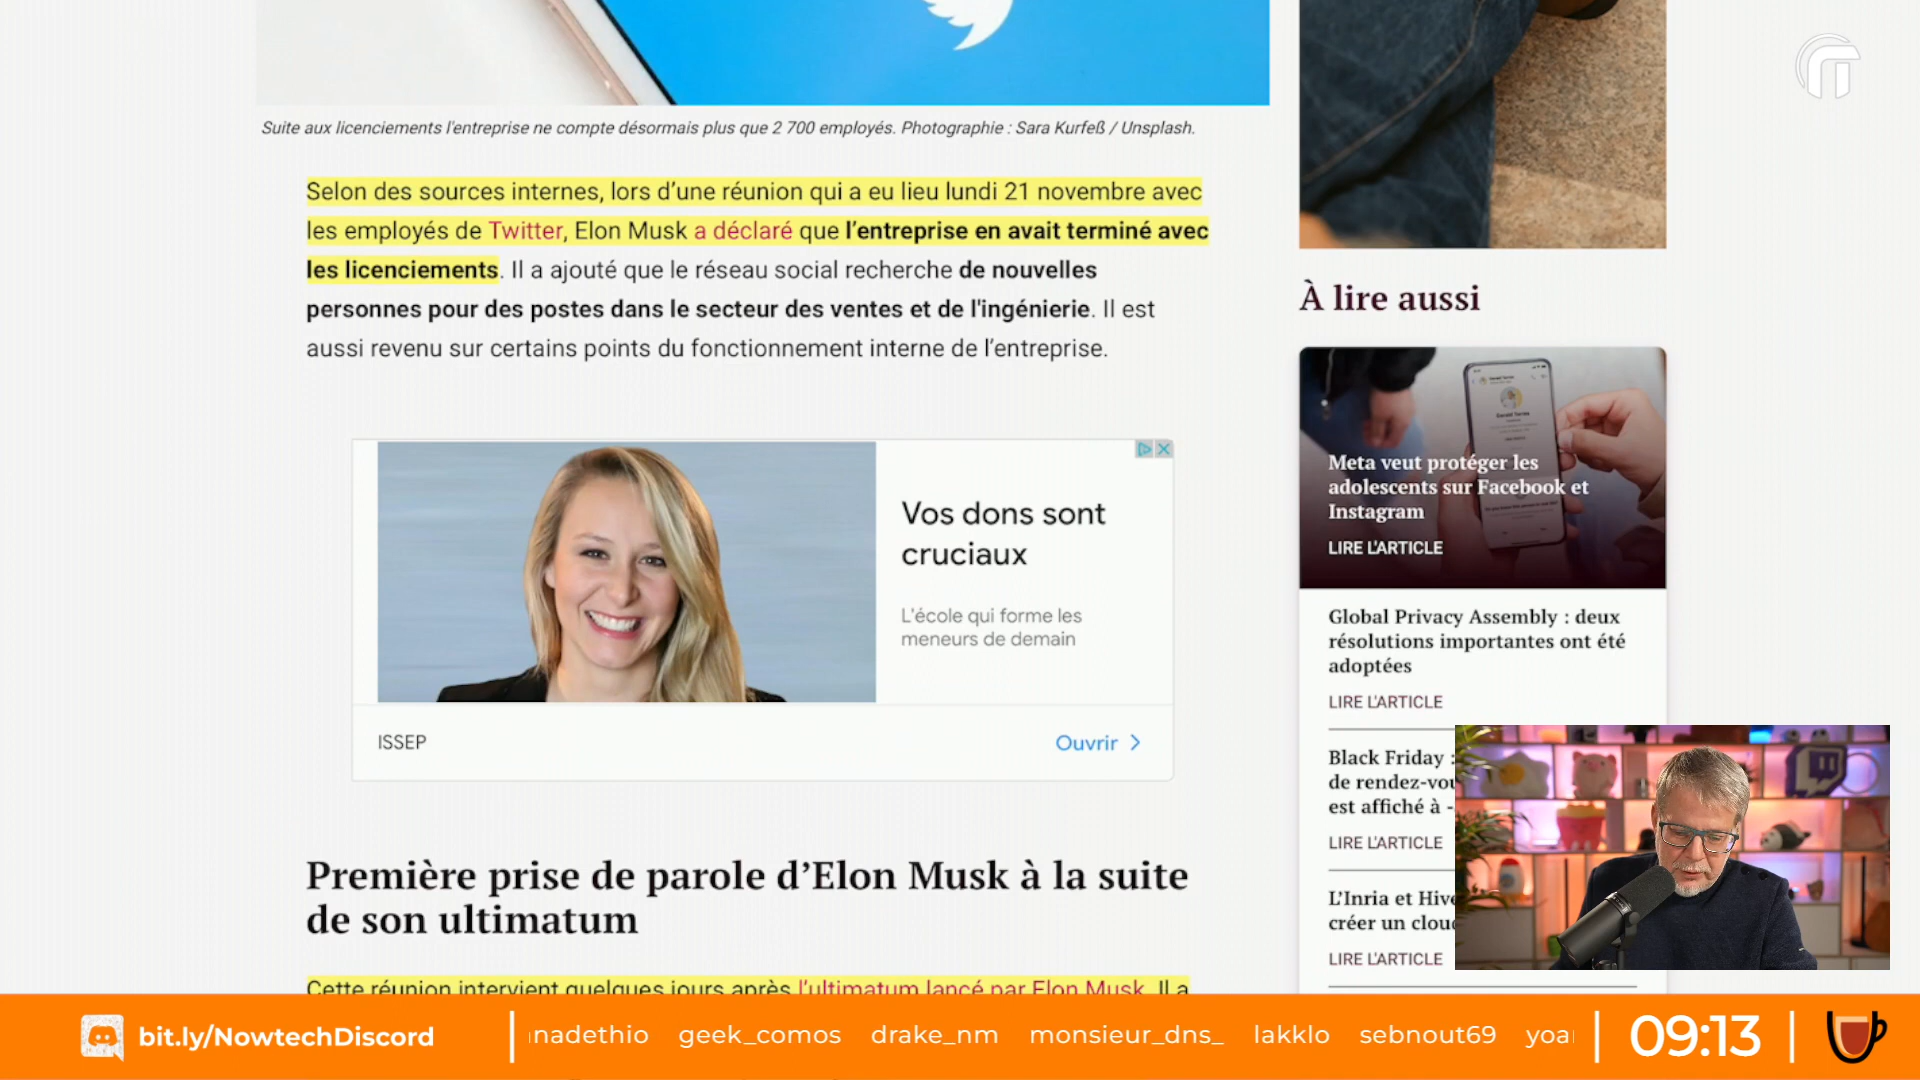 Suite aux licenciements l'entreprise ne compte désormais plus que 2 700 employés. Photographie : Sara Kurfeß / Unsplash.
Selon des sources internes, lors d’une réunion qui a eu lieu lundi 21 novembre avec
les employés de Twitter, Elon Musk a déclaré que l’entreprise en avait terminé avec
les licenciements. Il a ajouté que le réseau social recherche de nouvelles
personnes pour des postes dans le secteur des ventes et de l'ingénierie. Il est
aussi revenu sur certains points du fonctionnement interne de l’entreprise.
Vos dons sont
cruciaux
L'école qui forme les
meneurs de demain
ISSEP
Ouvrir
Première prise de parole d’Elon Musk à la suite
de son ultimatum
Cette réunion intervient quelques jours après l’ultimatum lancé par Elon Musk. Il a
À lire aussi
Meta veut protéger les
adolescents sur Facebook et
Instagram
LIRE L'ARTICLE
Global Privacy Assembly : deux
résolutions importantes ont été
adoptées
LIRE L'ARTICLE
Black Friday :
de rendez-vou
est affiché à -
LIRE L'ARTICLE
L’Inria et Hive
créer un cloud
LIRE L'ARTICLE
bit.ly/NowtechDiscord
nadethio geek_comos drake_nm monsieur_dns_ lakklo sebnout69 yoa
09:13